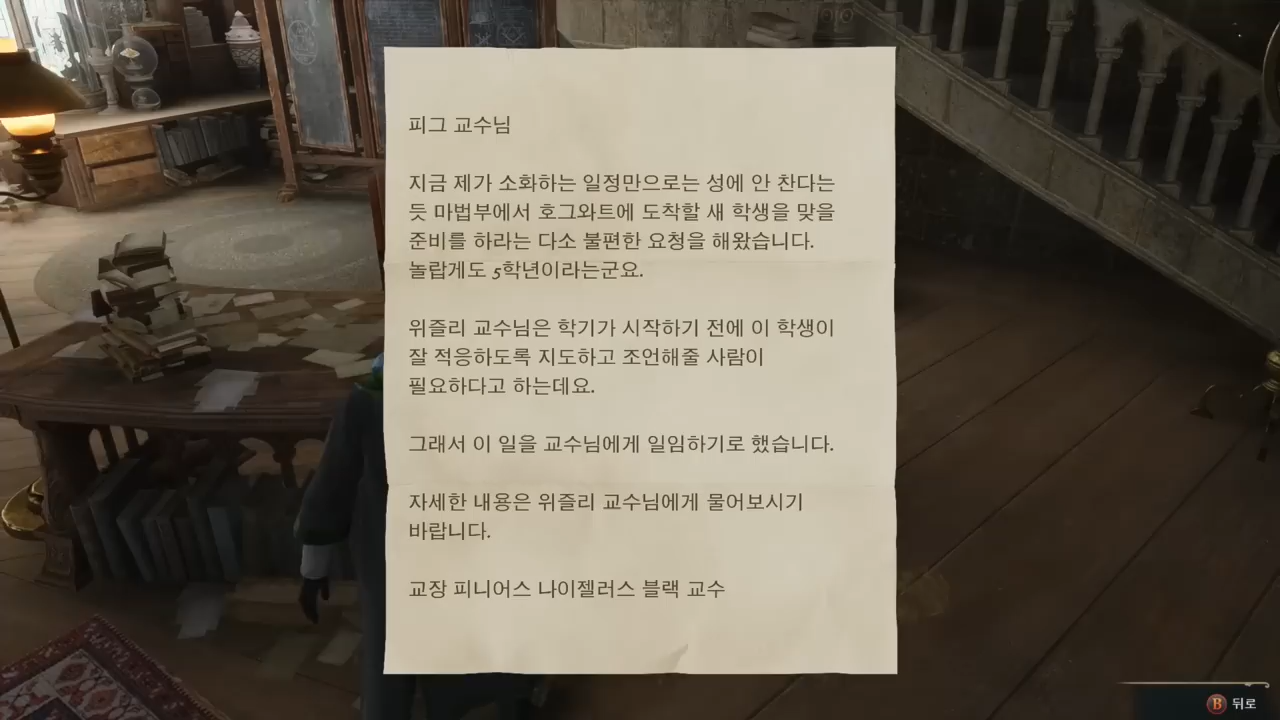 피그 교수님
지금 제가 소화하는 일정만으로는 성에 안 찬다는
듯 마법부에서 호그와트에 도착할 새 학생을 맞을
준비를 하라는 다소 불편한 요청을 해왔습니다.
놀랍게도 5학년이라는군요.
위즐리 교수님은 학기가 시작하기 전에 이 학생이
잘 적응하도록 지도하고 조언해줄 사람이
필요하다고 하는데요.
그래서 이 일을 교수님에게 일임하기로 했습니다.
자세한 내용은 위즐리 교수님에게 물어보시기
바랍니다.
교장 피니어스 나이젤러스 블랙 교수
B 뒤로